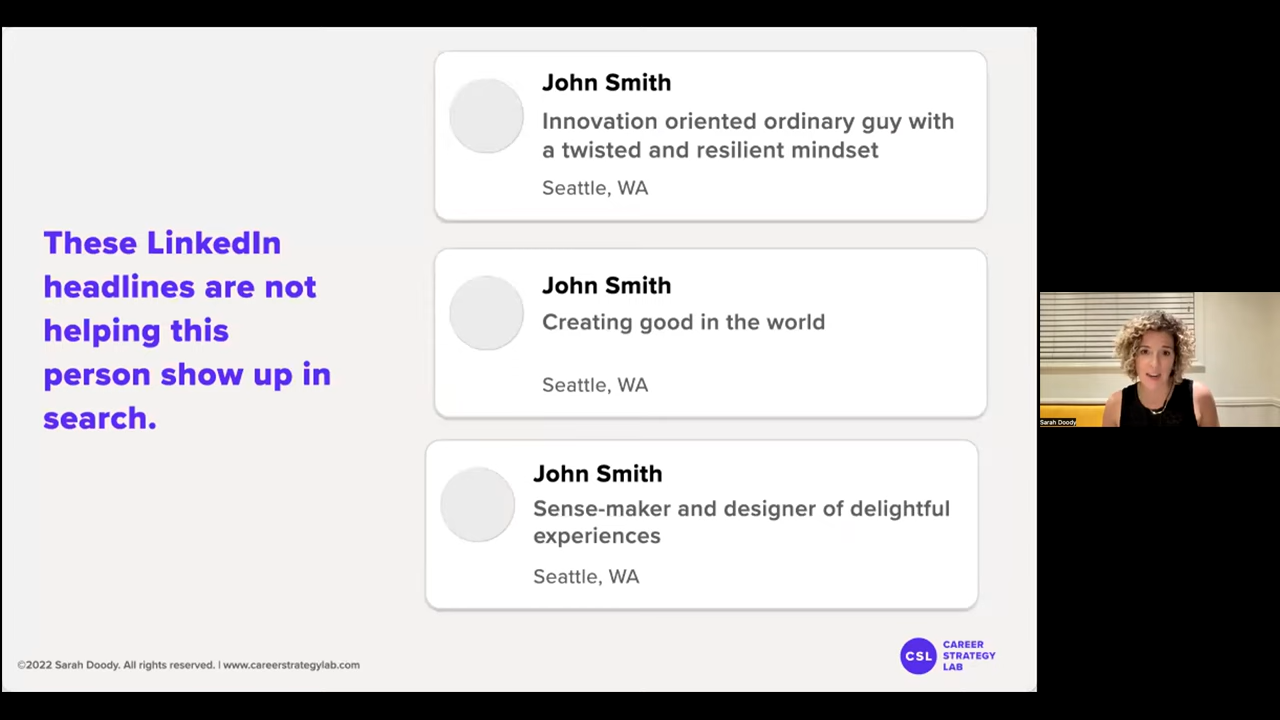 These LinkedIn
headlines are not
helping this
person show up in
search.
John Smith
Innovation oriented ordinary guy with
a twisted and resilient mindset
Seattle, WA
John Smith
Creating good in the world
Seattle, WA
John Smith
Sense-maker and designer of delightful
experiences
Seattle, WA
©2022 Sarah Doody. All rights reserved. | www.careerstrategylab.com
CSL
CAREER
STRATEGY
LAB
Sarah Doody